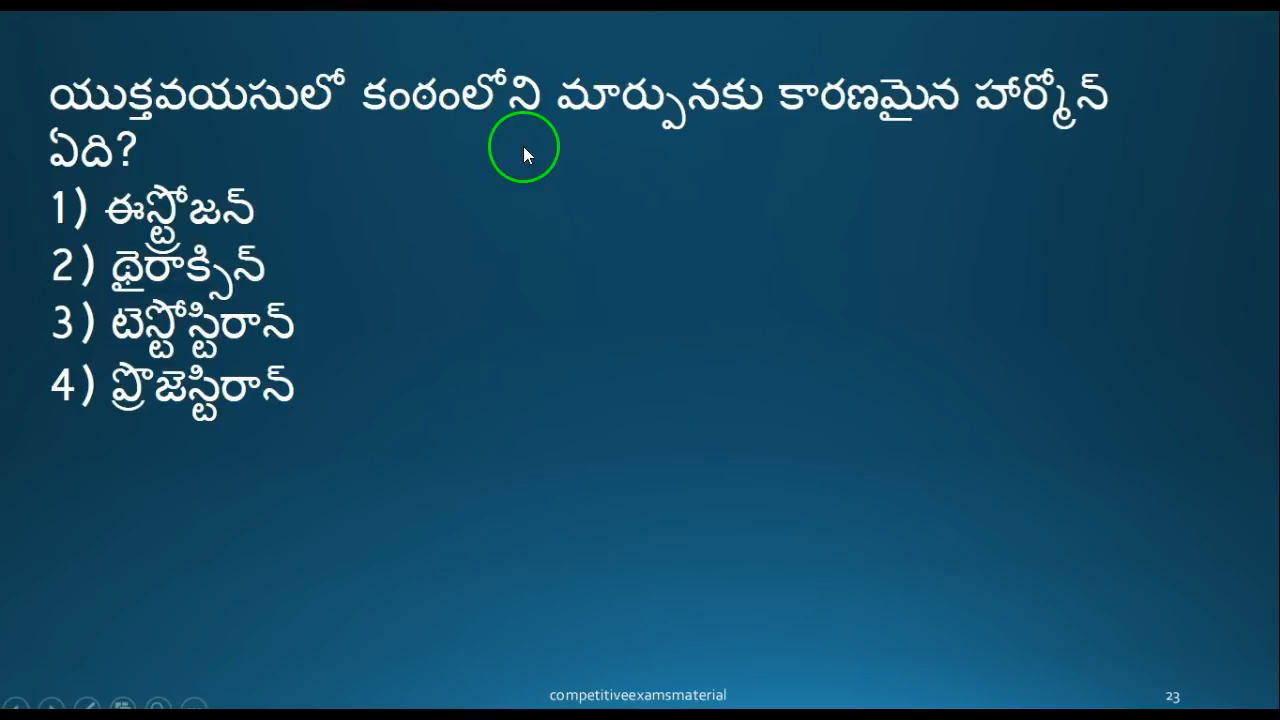 యుక్తవయసులో కంఠంలోని మార్పునకు కారణమైన హార్మోన్
ఏది?
1) ఈస్ట్రోజన్
2) థైరాక్సిన్
3) టెస్టోస్టిరాన్
4) ప్రొజెస్టిరాన్
competitiveexamsmaterial
23